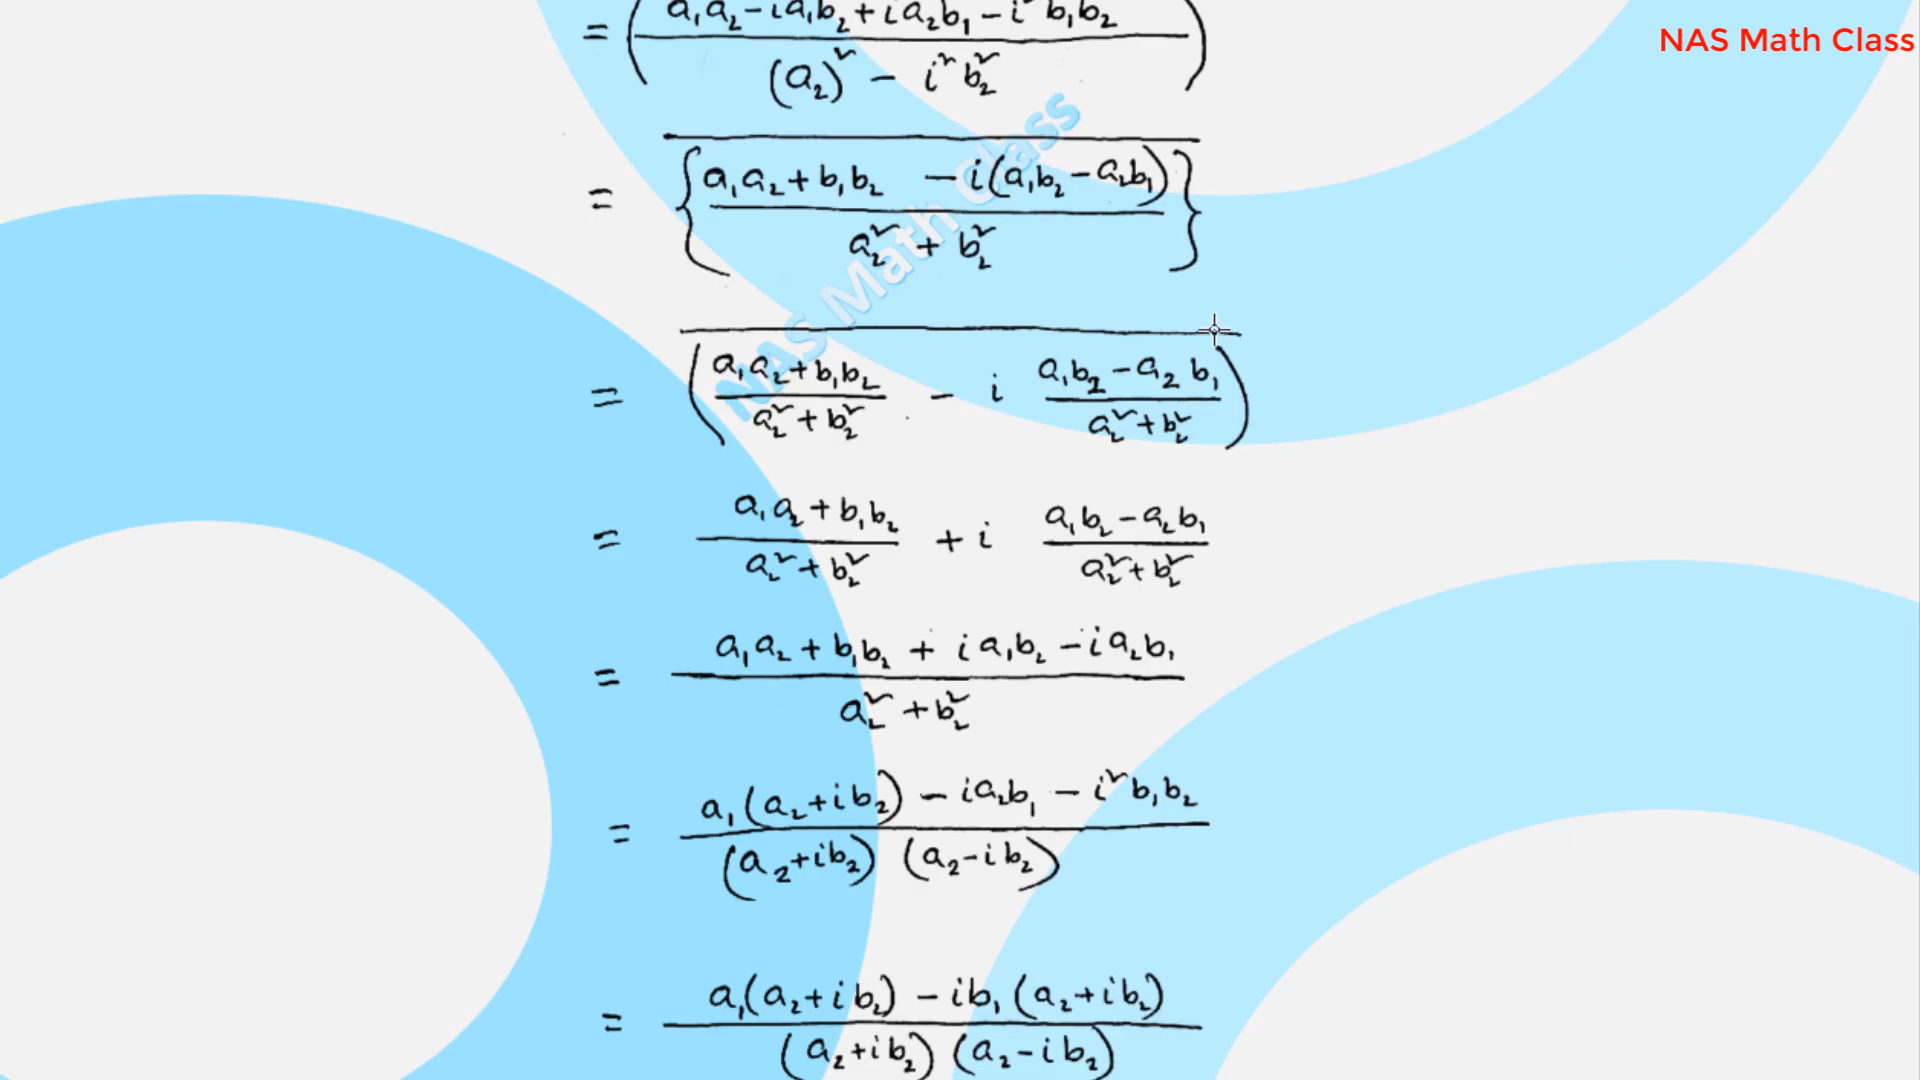 NAS Math Class
= ( a₁a₂ - ia₁b₂ + ia₂b₁ - i²b₁b₂ / (a₂)² - i²b₂² )
= \overline{ { a₁a₂ + b₁b₂ - i(a₁b₂ - a₂b₁) / a₂² + b₂² } }
NAS Math Class
= \overline{ ( a₁a₂ + b₁b₂ / a₂² + b₂² - i a₁b₂ - a₂b₁ / a₂² + b₂² ) }
= a₁a₂ + b₁b₂ / a₂² + b₂² + i a₁b₂ - a₂b₁ / a₂² + b₂²
= a₁a₂ + b₁b₂ + ia₁b₂ - ia₂b₁ / a₂² + b₂²
= a₁(a₂ + ib₂) - ia₂b₁ - i²b₁b₂ / (a₂ + ib₂) (a₂ - ib₂)
= a₁(a₂ + ib₂) - ib₁(a₂ + ib₂) / (a₂ + ib₂) (a₂ - ib₂)